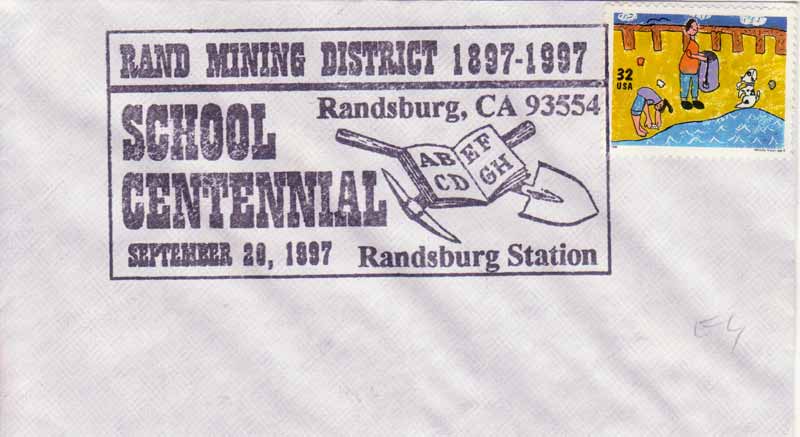 RAND MINING DISTRICT 1897-1997
SCHOOL
CENTENNIAL
SEPTEMBER 20, 1997
Randsburg, CA 93554
AB EF
CD GH
Randsburg Station
32
USA